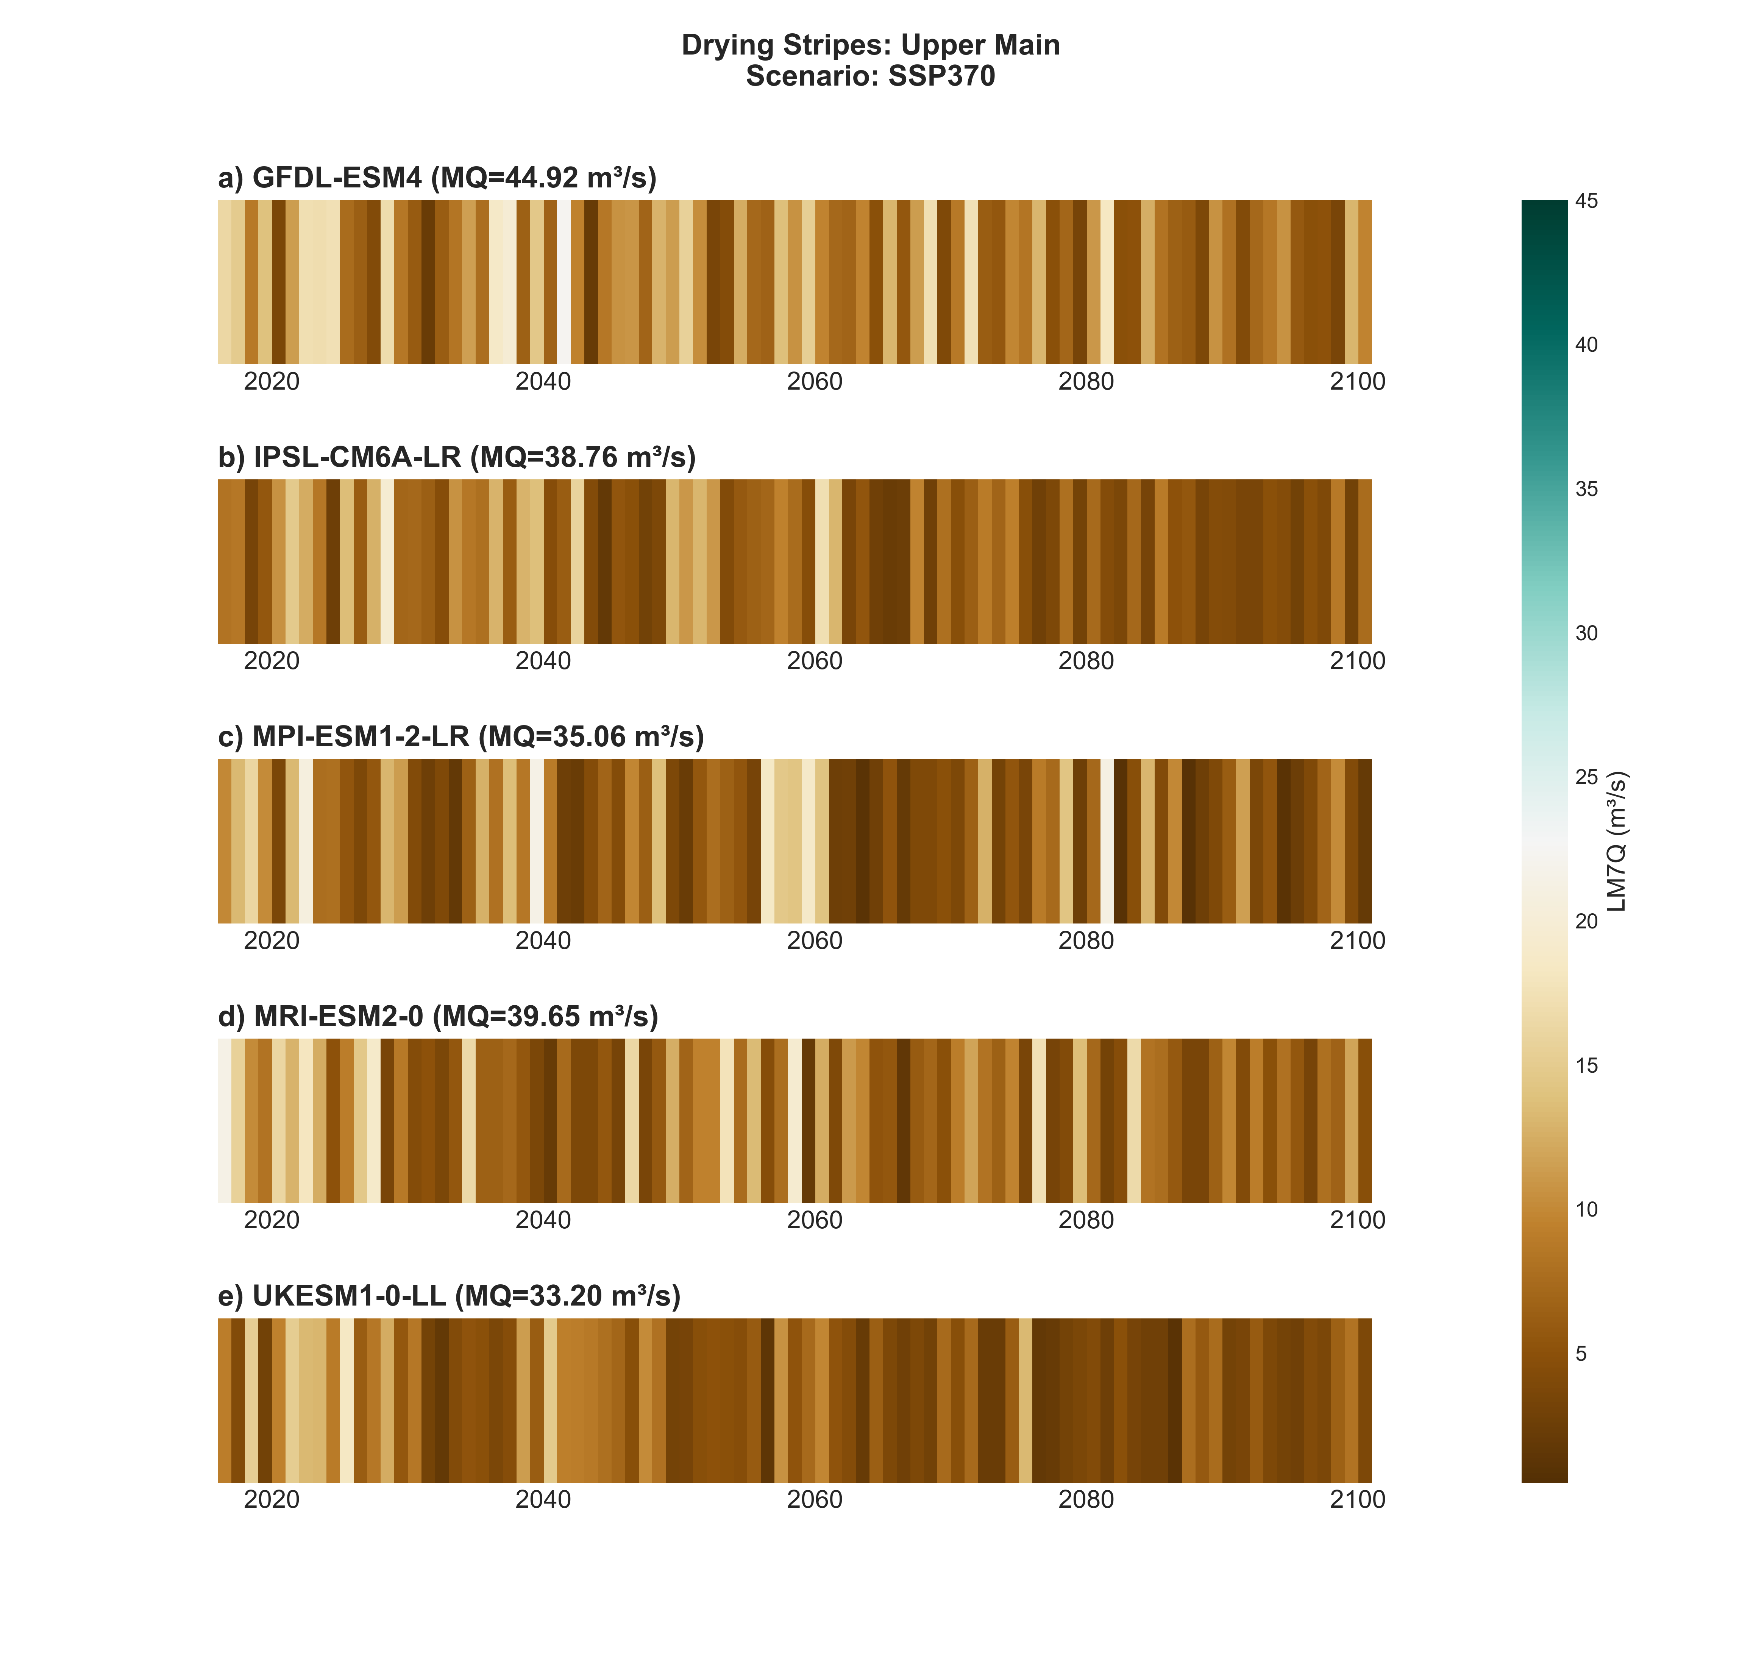 Drying Stripes: Upper Main
Scenario: SSP370
a) GFDL-ESM4 (MQ=44.92 m³/s)
2020 2040 2060 2080 2100
b) IPSL-CM6A-LR (MQ=38.76 m³/s)
2020 2040 2060 2080 2100
c) MPI-ESM1-2-LR (MQ=35.06 m³/s)
2020 2040 2060 2080 2100
d) MRI-ESM2-0 (MQ=39.65 m³/s)
2020 2040 2060 2080 2100
e) UKESM1-0-LL (MQ=33.20 m³/s)
2020 2040 2060 2080 2100
45
40
35
30
25
20
15
10
5
LM7Q (m³/s)